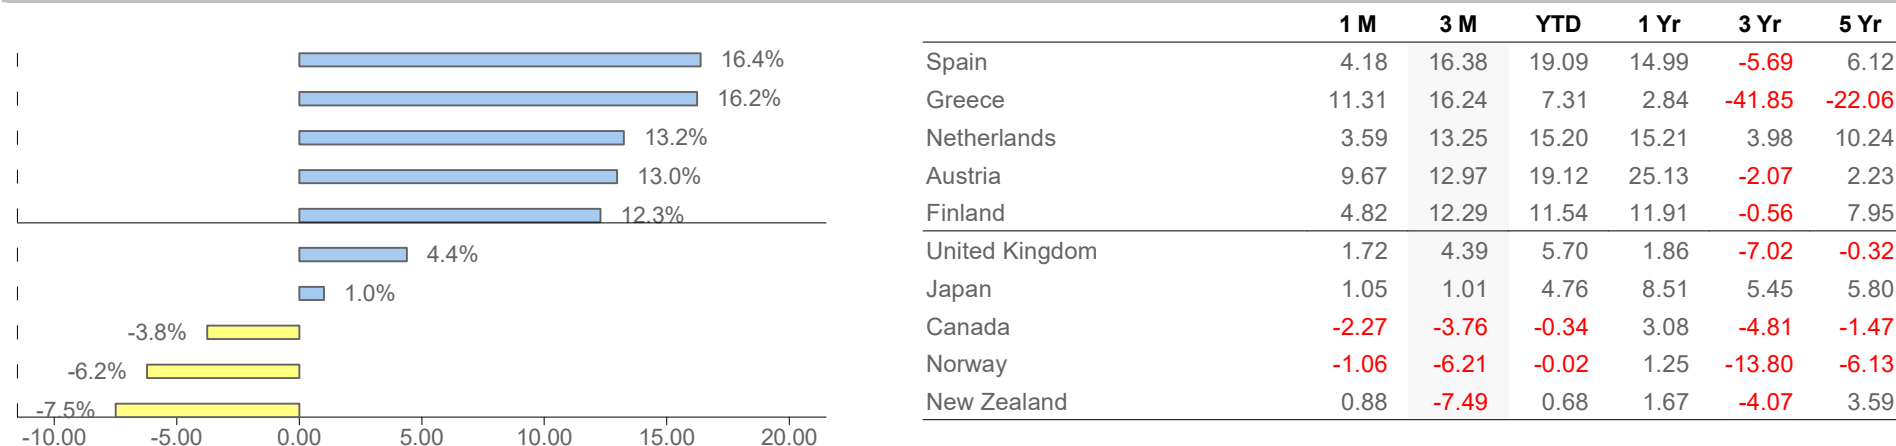 1 M 3 M YTD 1 Yr 3 Yr 5 Yr
16.4% Spain 4.18 16.38 19.09 14.99 -5.69 6.12
16.2% Greece 11.31 16.24 7.31 2.84 -41.85 -22.06
13.2% Netherlands 3.59 13.25 15.20 15.21 3.98 10.24
13.0% Austria 9.67 12.97 19.12 25.13 -2.07 2.23
12.3% Finland 4.82 12.29 11.54 11.91 -0.56 7.95
4.4% United Kingdom 1.72 4.39 5.70 1.86 -7.02 -0.32
1.0% Japan 1.05 1.01 4.76 8.51 5.45 5.80
-3.8% Canada -2.27 -3.76 -0.34 3.08 -4.81 -1.47
-6.2% Norway -1.06 -6.21 -0.02 1.25 -13.80 -6.13
-7.5% New Zealand 0.88 -7.49 0.68 1.67 -4.07 3.59
-10.00 -5.00 0.00 5.00 10.00 15.00 20.00